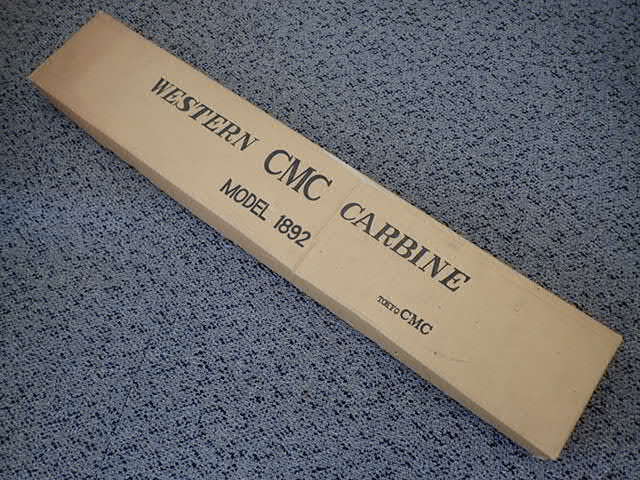 WESTERN CMC CARBINE
MODEL 1892
TOKYO CMC